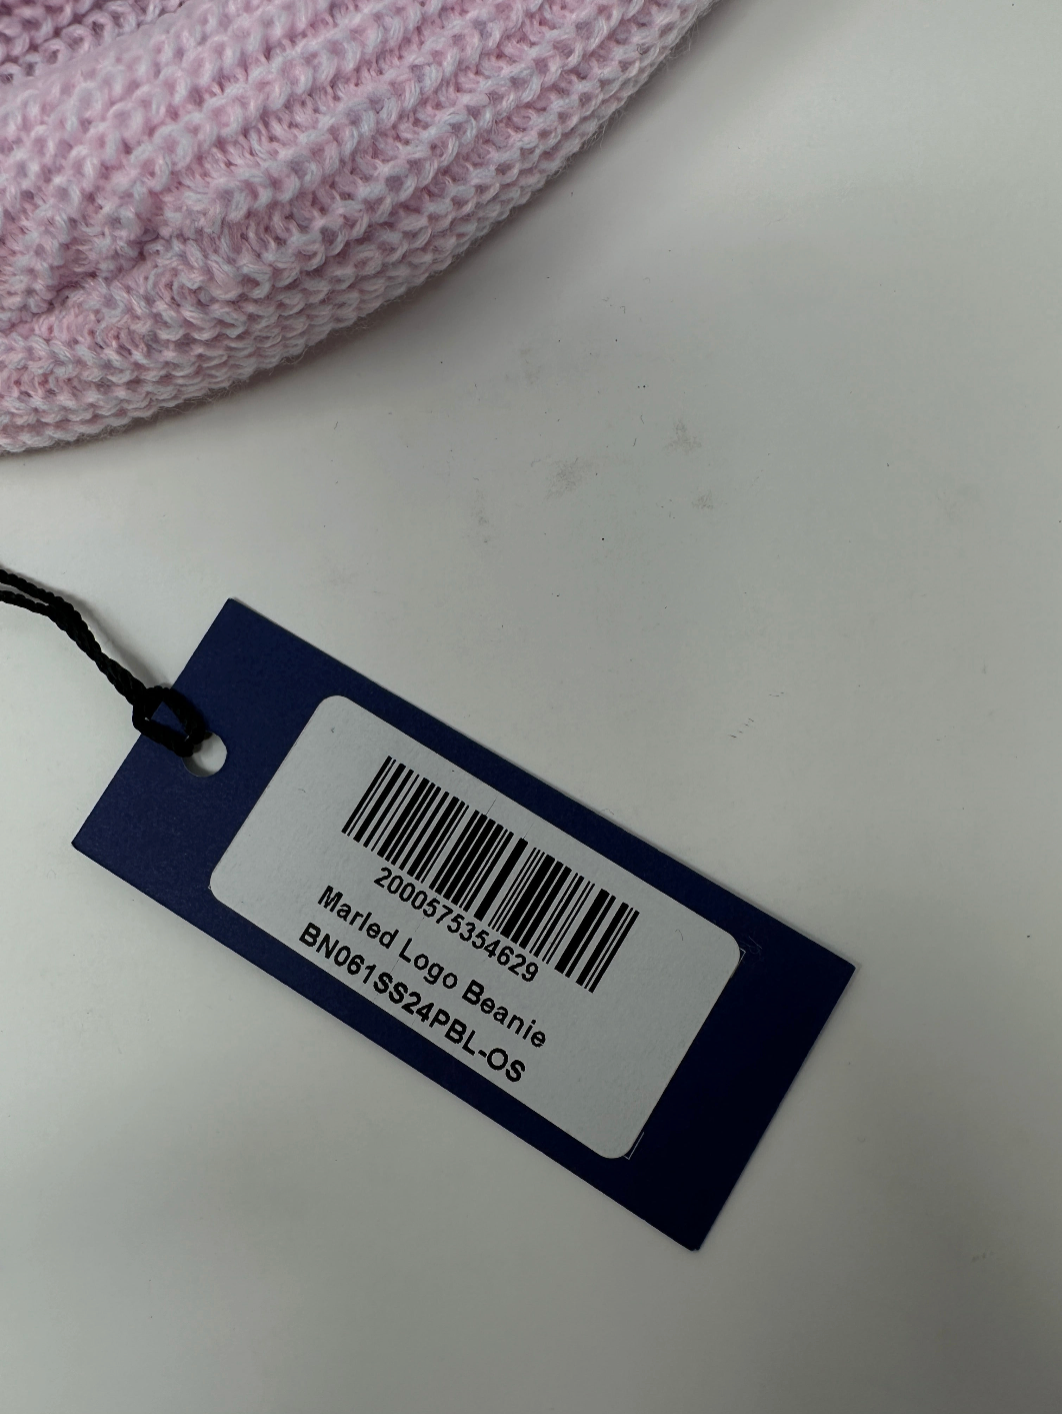 2000575354629
Marled Logo Beanie
BN061SS24PBL-OS